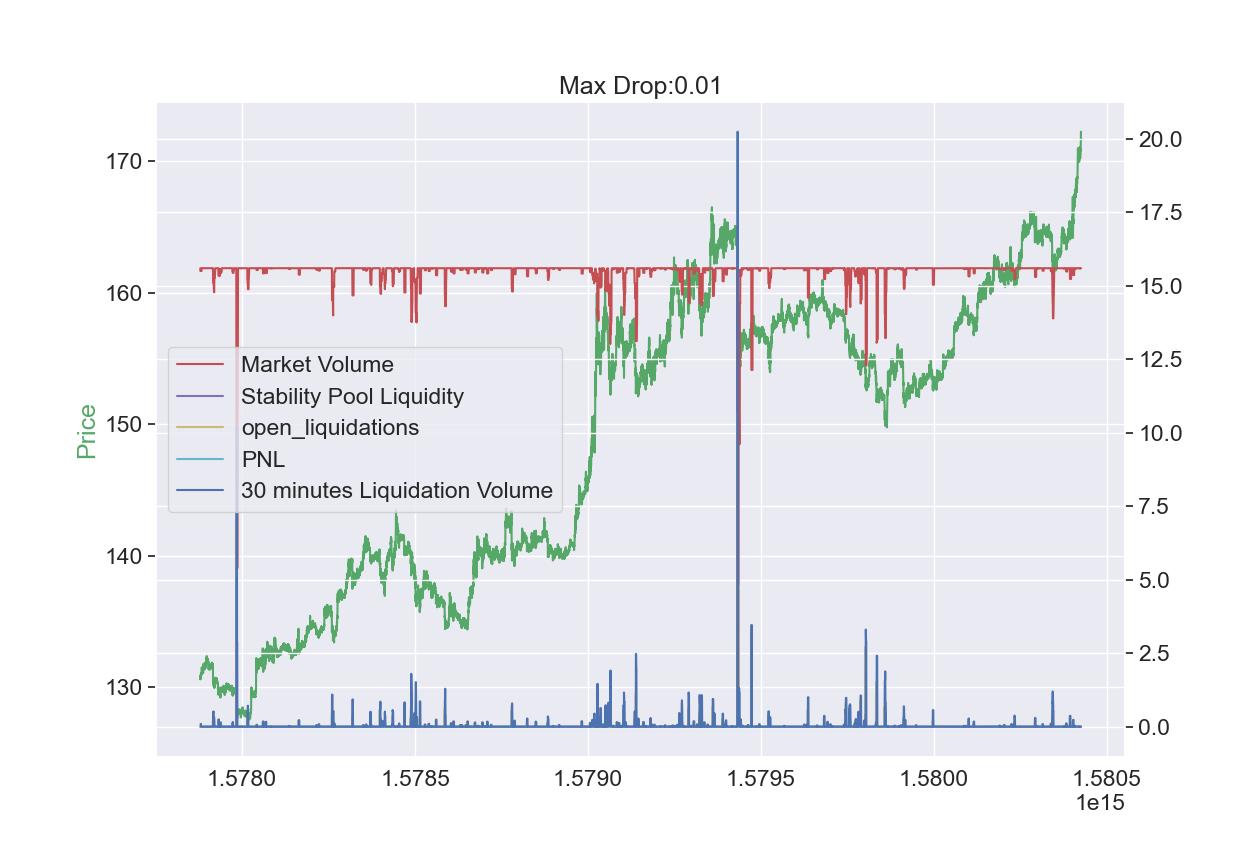 Max Drop:0.01
170
160
150
140
130
Price
20.0
17.5
15.0
12.5
10.0
7.5
5.0
2.5
0.0
Market Volume
Stability Pool Liquidity
open_liquidations
PNL
30 minutes Liquidation Volume
1.5780 1.5785 1.5790 1.5795 1.5800 1.5805
1e15